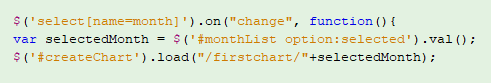 $('select[name=month]').on("change", function(){
var selectedMonth = $('#monthList option:selected').val();
$('#createChart').load("/firstchart/"+selectedMonth);